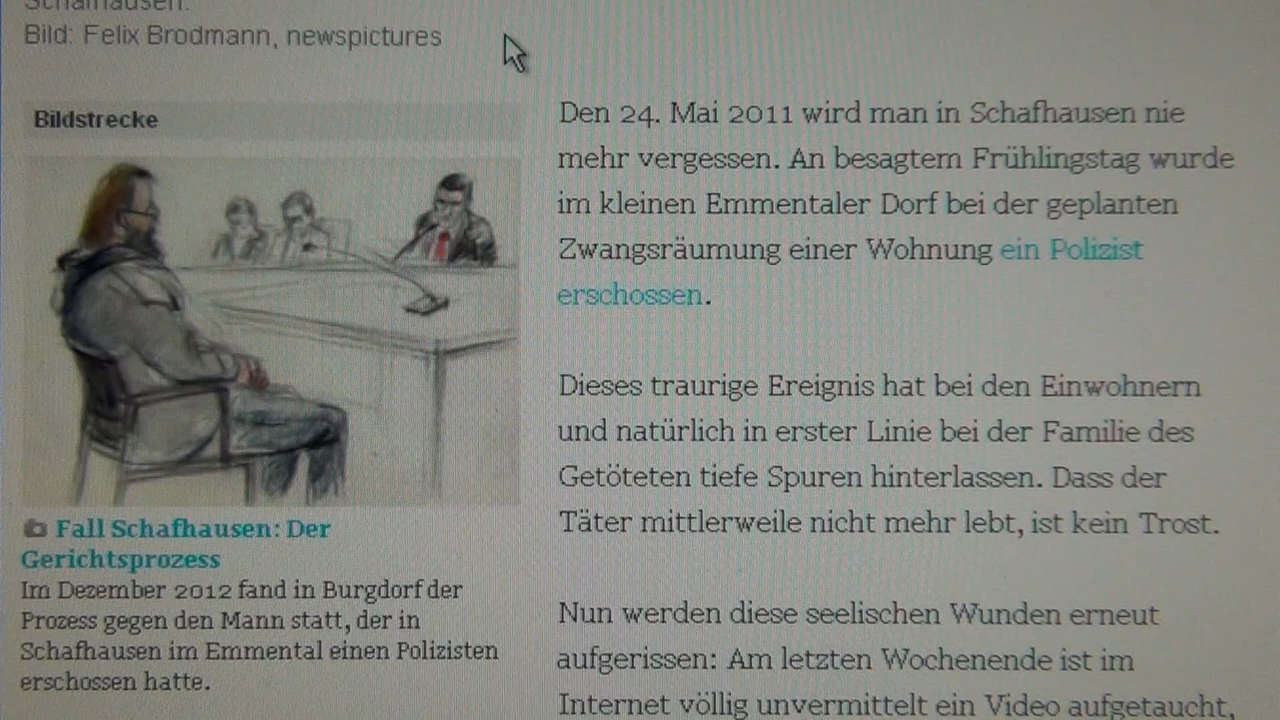 Schafhausen.
Bild: Felix Brodmann, newspictures
Bildstrecke
Fall Schafhausen: Der
Gerichtsprozess
Im Dezember 2012 fand in Burgdorf der
Prozess gegen den Mann statt, der in
Schafhausen im Emmental einen Polizisten
erschossen hatte.
Den 24. Mai 2011 wird man in Schafhausen nie
mehr vergessen. An besagtem Frühlingstag wurde
im kleinen Emmentaler Dorf bei der geplanten
Zwangsräumung einer Wohnung ein Polizist
erschossen.
Dieses traurige Ereignis hat bei den Einwohnern
und natürlich in erster Linie bei der Familie des
Getöteten tiefe Spuren hinterlassen. Dass der
Täter mittlerweile nicht mehr lebt, ist kein Trost.
Nun werden diese seelischen Wunden erneut
aufgerissen: Am letzten Wochenende ist im
Internet völlig unvermittelt ein Video aufgetaucht,